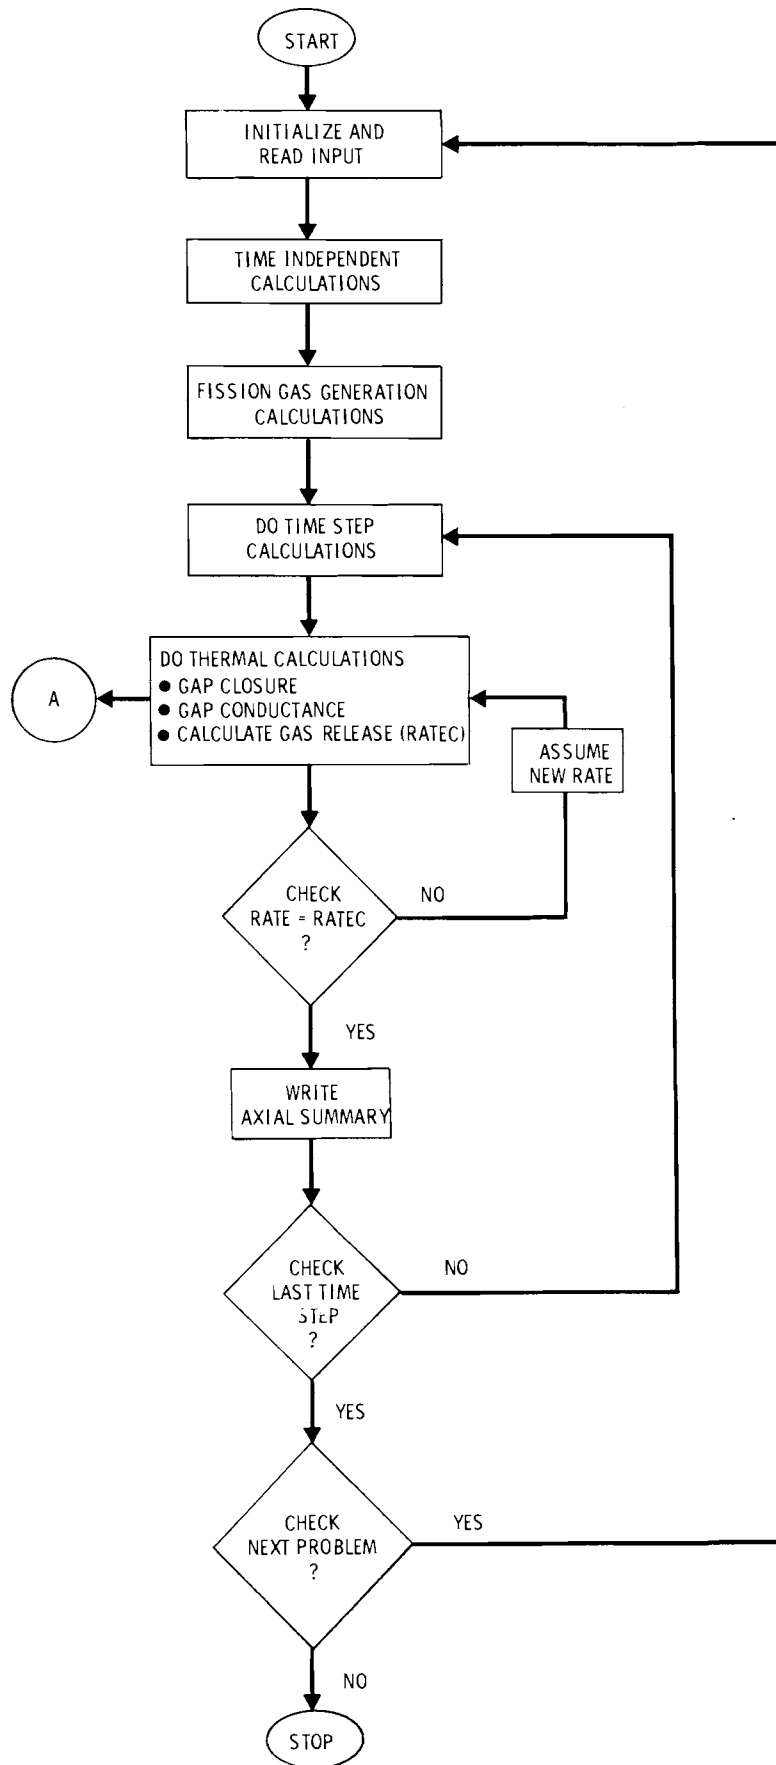 START
INITIALIZE AND
READ INPUT
TIME INDEPENDENT
CALCULATIONS
FISSION GAS GENERATION
CALCULATIONS
DO TIME STEP
CALCULATIONS
DO THERMAL CALCULATIONS
● GAP CLOSURE
● GAP CONDUCTANCE
● CALCULATE GAS RELEASE (RATEC)
A
ASSUME
NEW RATE
CHECK
RATE = RATEC
?
NO
YES
WRITE
AXIAL SUMMARY
CHECK
LAST TIME
STEP
?
NO
YES
CHECK
NEXT PROBLEM
?
YES
NO
STOP